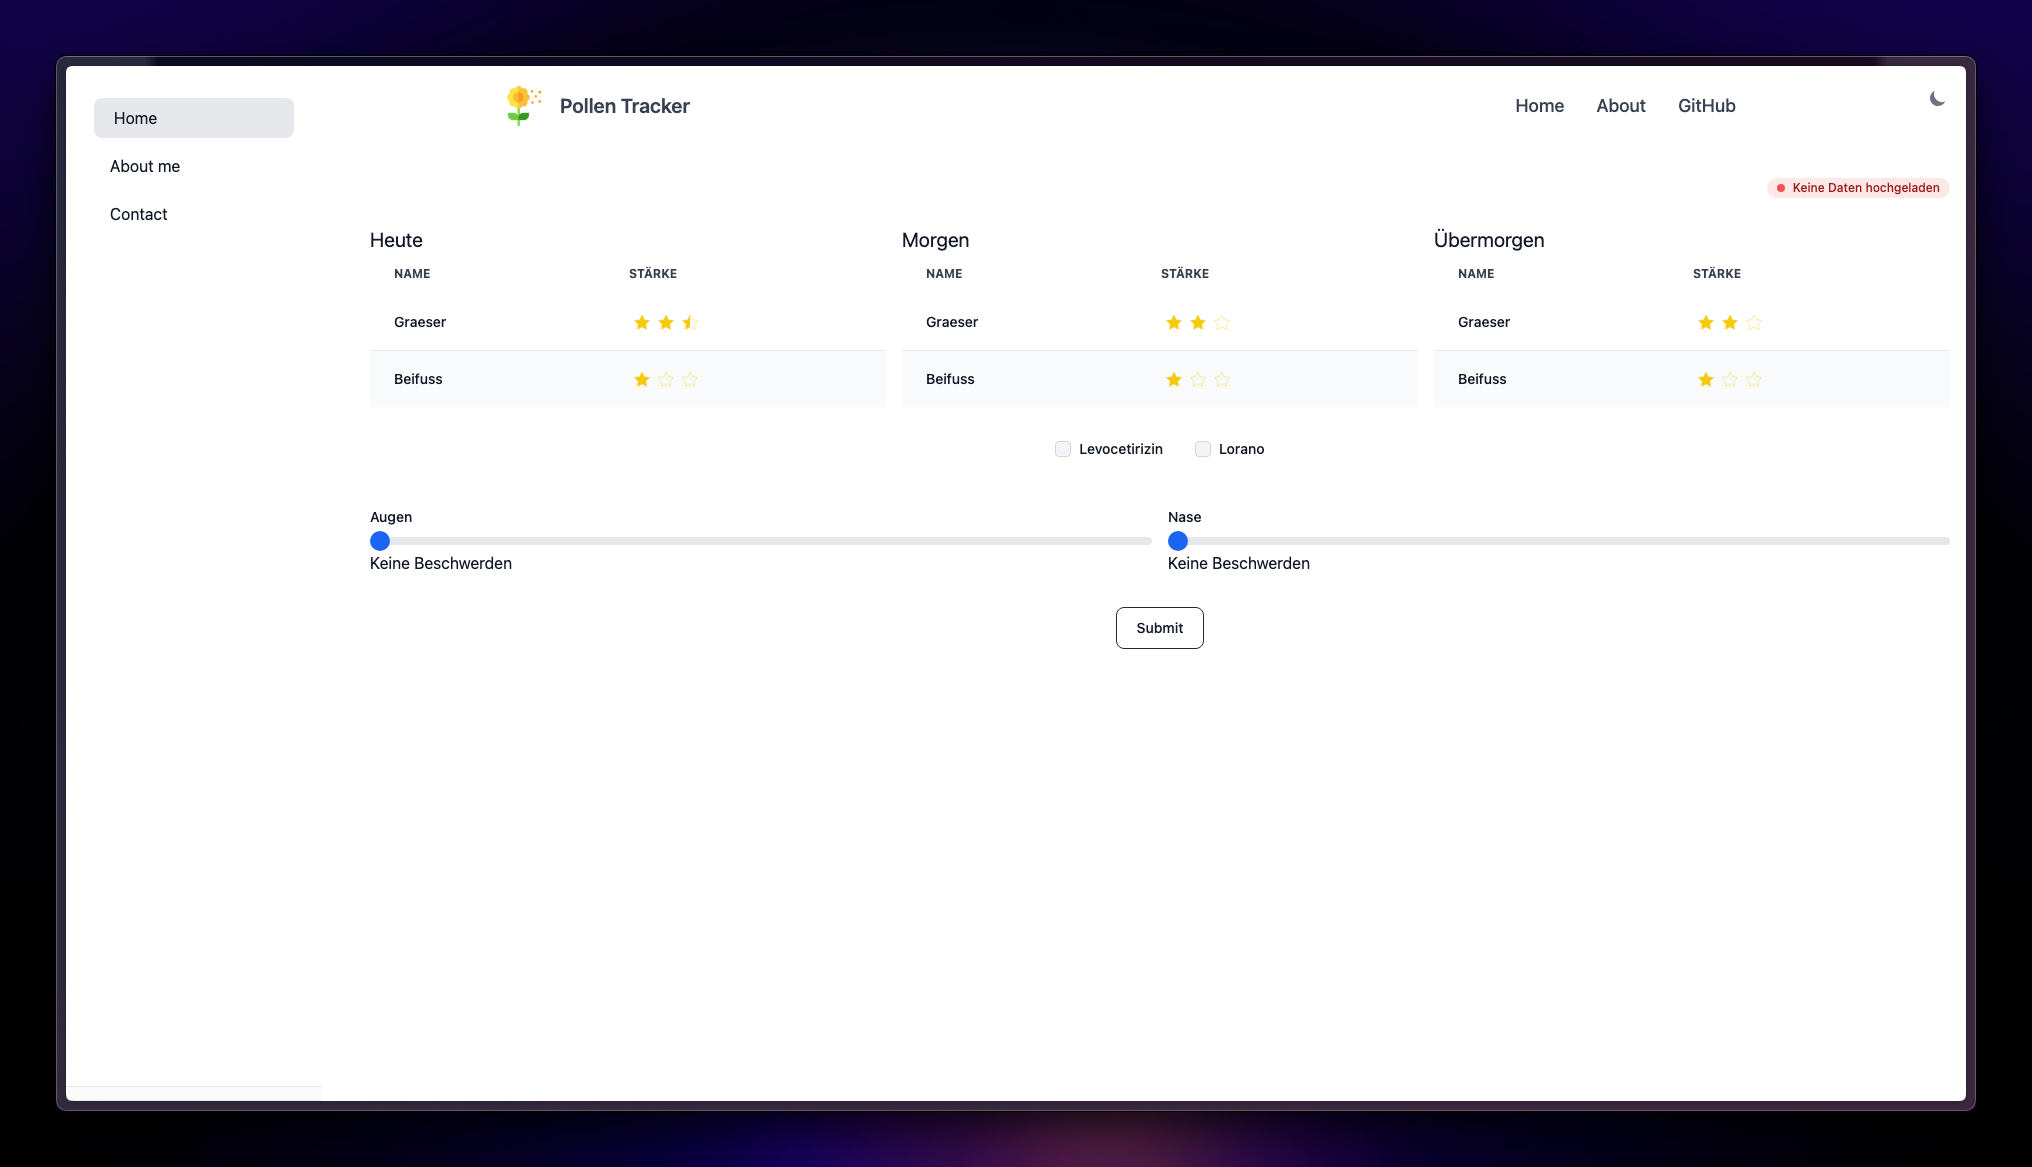 Home
About me
Contact
Pollen Tracker
Home About GitHub
Keine Daten hochgeladen
Heute
NAME STÄRKE
Graeser
Beifuss
Morgen
NAME STÄRKE
Graeser
Beifuss
Übermorgen
NAME STÄRKE
Graeser
Beifuss
Levocetirizin Lorano
Augen
Keine Beschwerden
Nase
Keine Beschwerden
Submit